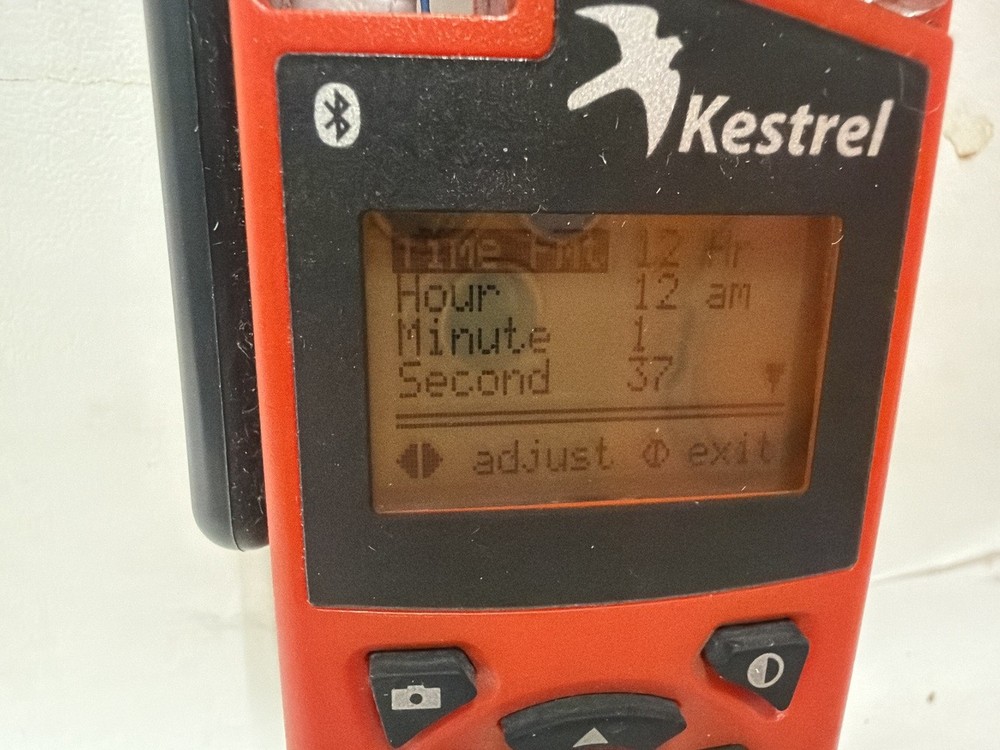 Kestrel
Time Fmt 12 Hr
Hour 12 am
Minute 1
Second 37
adjust exit